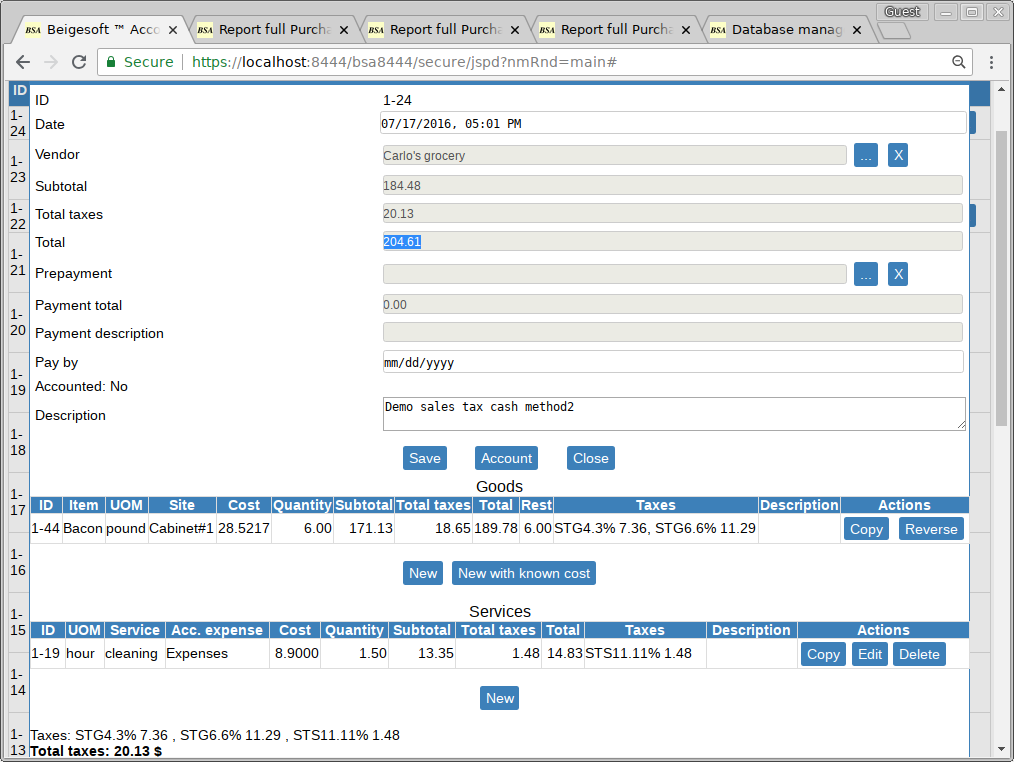 Guest
BSA Beigesoft ™ Acco
BSA Report full Purcha
BSA Report full Purcha
BSA Report full Purcha
BSA Database manag
Secure https://localhost:8444/bsa8444/secure/jspd?nmRnd=main#
ID
1-24
1-23
1-22
1-21
1-20
1-19
1-18
1-17
1-16
1-15
1-14
1-13
ID 1-24
Date 07/17/2016, 05:01 PM
Vendor Carlo's grocery ... X
Subtotal 184.48
Total taxes 20.13
Total 204.61
Prepayment ... X
Payment total 0.00
Payment description
Pay by mm/dd/yyyy
Accounted: No
Description Demo sales tax cash method2
Save Account Close
Goods
ID Item UOM Site Cost Quantity Subtotal Total taxes Total Rest Taxes Description Actions
1-44 Bacon pound Cabinett#1 28.5217 6.00 171.13 18.65 189.78 6.00 STG4.3% 7.36, STG6.6% 11.29 Copy Reverse
New New with known cost
Services
ID UOM Service Acc. expense Cost Quantity Subtotal Total taxes Total Taxes Description Actions
1-19 hour cleaning Expenses 8.9000 1.50 13.35 1.48 14.83 STS11.11% 1.48 Copy Edit Delete
New
Taxes: STG4.3% 7.36 , STG6.6% 11.29 , STS11.11% 1.48
Total taxes: 20.13 $